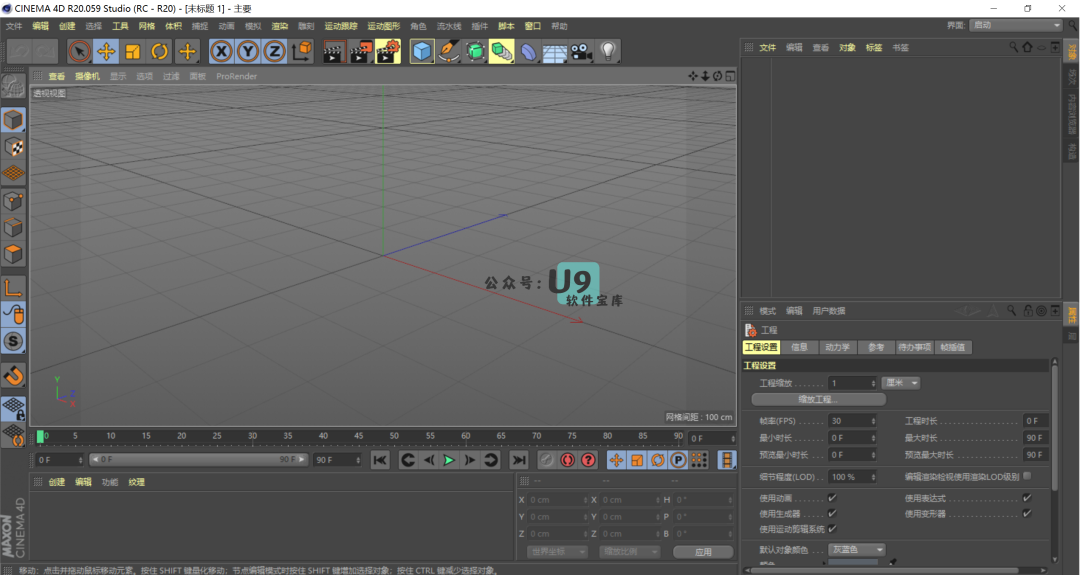 CINEMA 4D R20.059 Studio (RC - R20) - [未标题 1] - 主要
文件 编辑 创建 选择 工具 网格 体积 捕捉 动画 模拟 渲染 雕刻 运动跟踪 运动图形 角色 流水线 插件 脚本 窗口 帮助
界面: 启动
查看 摄像机 显示 选项 过滤 面板 ProRender
透视视图
文件 编辑 查看 对象 标签 书签
对象
场次
内容浏览器
构造
公众号: U9
软件宝库
Y
Z
X
网格间距 : 100 cm
模式 编辑 用户数据
属性
层
工程
工程设置 信息 动力学 参考 待办事项 帧插值
工程设置
工程缩放 1 厘米
缩放工程...
帧率(FPS) 30 工程时长 0 F
最小时长 0 F 最大时长 90 F
预览最小时长 0 F 预览最大时长 90 F
细节程度(LOD) 100 % 编辑渲染检视使用渲染LOD级别
使用动画 使用表达式
使用生成器 使用变形器
使用运动剪辑系统
默认对象颜色 灰蓝色
颜色
0 5 10 15 20 25 30 35 40 45 50 55 60 65 70 75 80 85 90 0 F
0 F 0 F 90 F 90 F
创建 编辑 功能 纹理
-- -- --
X 0 cm X 0 cm H 0 °
Y 0 cm Y 0 cm P 0 °
Z 0 cm Z 0 cm B 0 °
世界坐标 缩放比例 应用
MAXON
CINEMA 4D
移动: 点击并拖动鼠标移动元素。按住 SHIFT 键量化移动; 节点编辑模式时按住 SHIFT 键增加选择对象; 按住 CTRL 键减少选择对象。